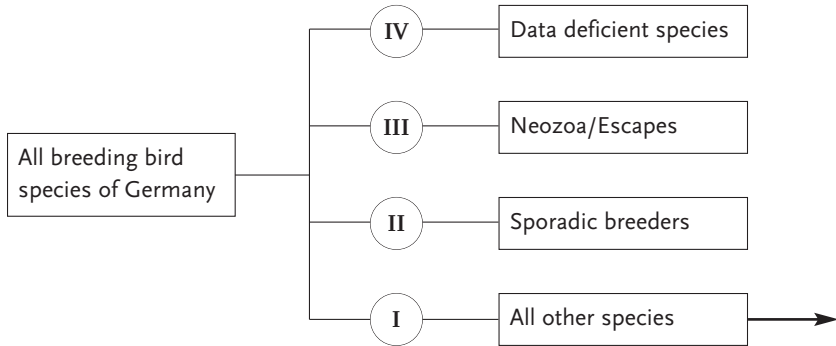 IV
Data deficient species
III
Neozoa/Escapes
All breeding bird
species of Germany
II
Sporadic breeders
I
All other species